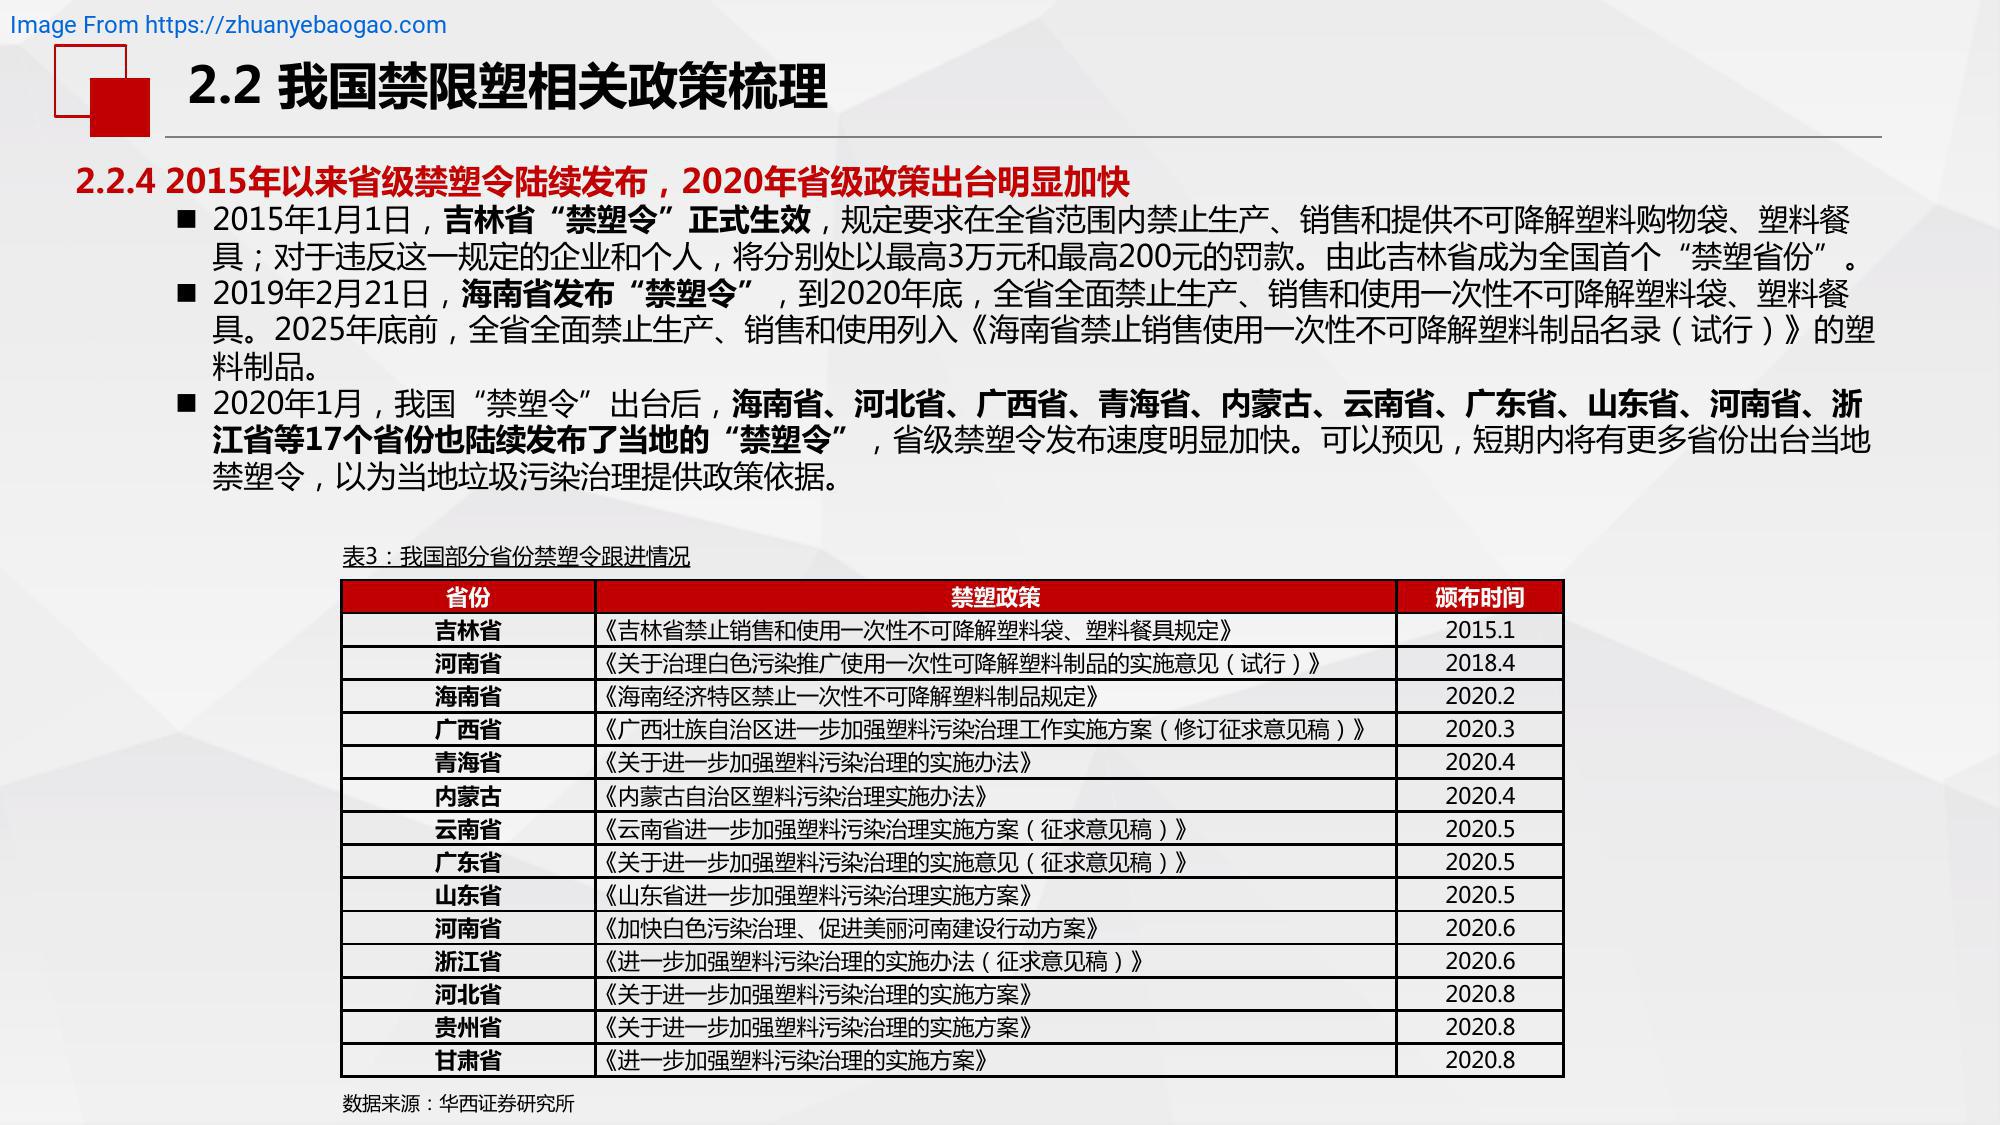 Image From https://zhuanyebaogao.com
2.2 我国禁限塑相关政策梳理
2.2.4 2015年以来省级禁塑令陆续发布，2020年省级政策出台明显加快
■ 2015年1月1日，吉林省“禁塑令”正式生效，规定要求在全省范围内禁止生产、销售和提供不可降解塑料购物袋、塑料餐
具；对于违反这一规定的企业和个人，将分别处以最高3万元和最高200元的罚款。由此吉林省成为全国首个“禁塑省份”。
■ 2019年2月21日，海南省发布“禁塑令”，到2020年底，全省全面禁止生产、销售和使用一次性不可降解塑料袋、塑料餐
具。2025年底前，全省全面禁止生产、销售和使用列入《海南省禁止销售使用一次性不可降解塑料制品名录（试行）》的塑
料制品。
■ 2020年1月，我国“禁塑令”出台后，海南省、河北省、广西省、青海省、内蒙古、云南省、广东省、山东省、河南省、浙
江省等17个省份也陆续发布了当地的“禁塑令”，省级禁塑令发布速度明显加快。可以预见，短期内将有更多省份出台当地
禁塑令，以为当地垃圾污染治理提供政策依据。
表3：我国部分省份禁塑令跟进情况
省份 禁塑政策 颁布时间
吉林省 《吉林省禁止销售和使用一次性不可降解塑料袋、塑料餐具规定》 2015.1
河南省 《关于治理白色污染推广使用一次性可降解塑料制品的实施意见（试行）》 2018.4
海南省 《海南经济特区禁止一次性不可降解塑料制品规定》 2020.2
广西省 《广西壮族自治区进一步加强塑料污染治理工作实施方案（修订征求意见稿）》 2020.3
青海省 《关于进一步加强塑料污染治理的实施办法》 2020.4
内蒙古 《内蒙古自治区塑料污染治理实施办法》 2020.4
云南省 《云南省进一步加强塑料污染治理实施方案（征求意见稿）》 2020.5
广东省 《关于进一步加强塑料污染治理的实施意见（征求意见稿）》 2020.5
山东省 《山东省进一步加强塑料污染治理实施方案》 2020.5
河南省 《加快白色污染治理、促进美丽河南建设行动方案》 2020.6
浙江省 《进一步加强塑料污染治理的实施办法（征求意见稿）》 2020.6
河北省 《关于进一步加强塑料污染治理的实施方案》 2020.8
贵州省 《关于进一步加强塑料污染治理的实施方案》 2020.8
甘肃省 《进一步加强塑料污染治理的实施方案》 2020.8
数据来源：华西证券研究所